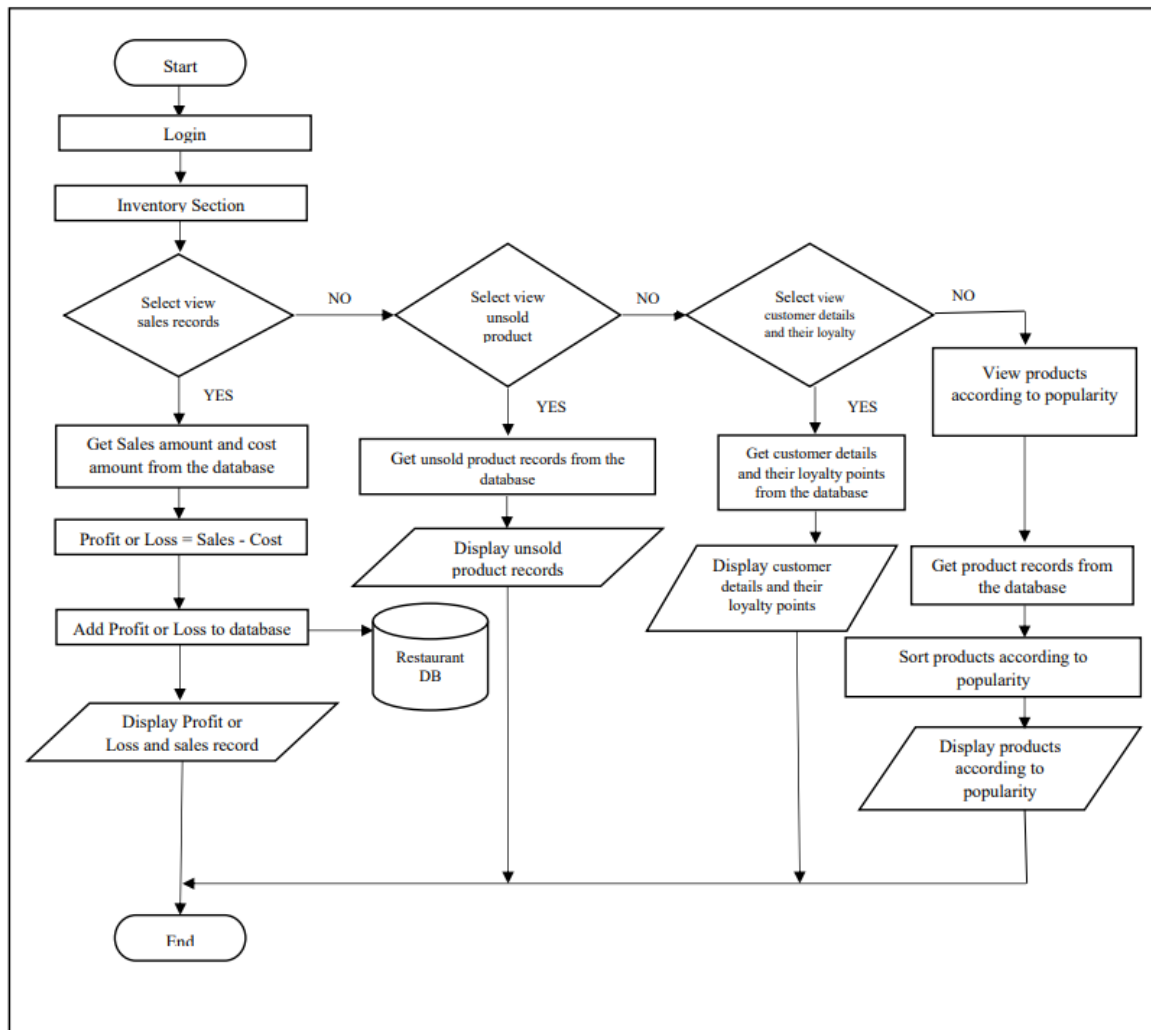 Start
Login
Inventory Section
Select view
sales records
NO
Select view
unsold
product
NO
Select view
customer details
and their loyalty
NO
View products
according to popularity
YES
Get Sales amount and cost
amount from the database
Profit or Loss = Sales - Cost
Add Profit or Loss to database
Restaurant
DB
Display Profit or
Loss and sales record
YES
Get unsold product records from the
database
Display unsold
product records
YES
Get customer details
and their loyalty points
from the database
Display customer
details and their
loyalty points
Get product records from
the database
Sort products according to
popularity
Display products
according to
popularity
End